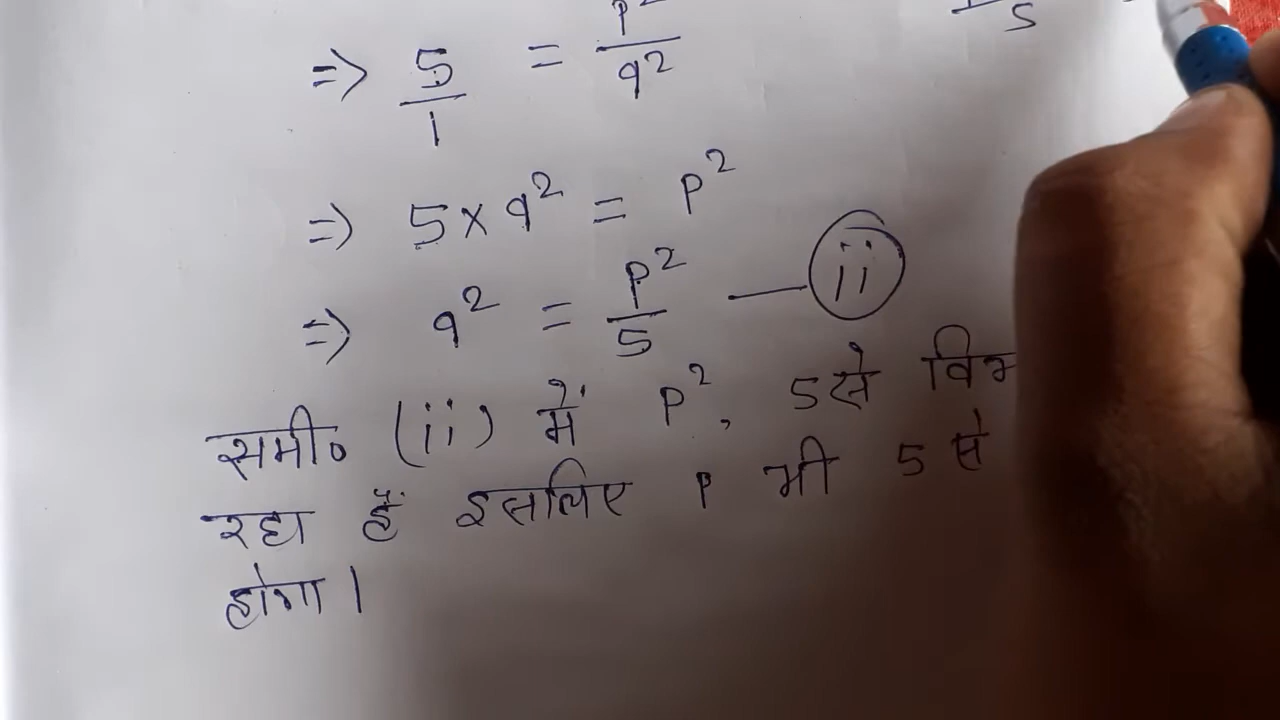 => 5/1 = p²/q²
5
=> 5 × q² = p²
=> q² = p²/5 — (ii)
समी० (ii) में p², 5 से विभ
रहा हैं इसलिए p भी 5 से
होगा।